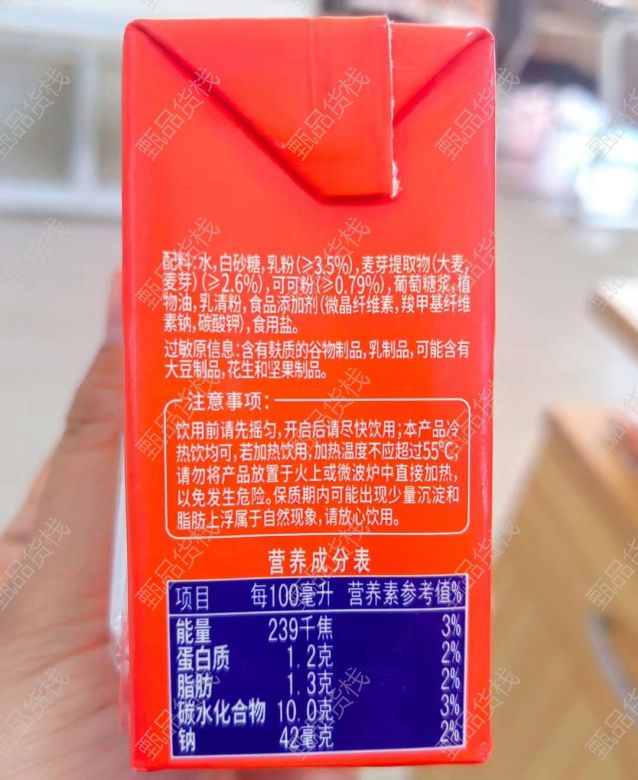 配料:水,白砂糖,乳粉(≥3.5%),麦芽提取物(大麦,
麦芽)(≥2.6%),可可粉(≥0.79%),葡萄糖浆,植
物油,乳清粉,食品添加剂(微晶纤维素,羧甲基纤维
素钠,碳酸钾),食用盐。
过敏原信息:含有麸质的谷物制品,乳制品,可能含有
大豆制品,花生和坚果制品。
注意事项:
饮用前请先摇匀,开启后请尽快饮用;本产品冷
热饮均可,若加热饮用;加热温度不应超过55℃;
请勿将产品放置于火上或微波炉中直接加热,
以免发生危险。保质期内可能出现少量沉淀和
脂肪上浮属于自然现象,请放心饮用。
营养成分表
项目 每100毫升 营养素参考值%
能量 239千焦 3%
蛋白质 1.2克 2%
脂肪 1.3克 2%
碳水化合物 10.0克 3%
钠 42毫克 2%
甄品货栈